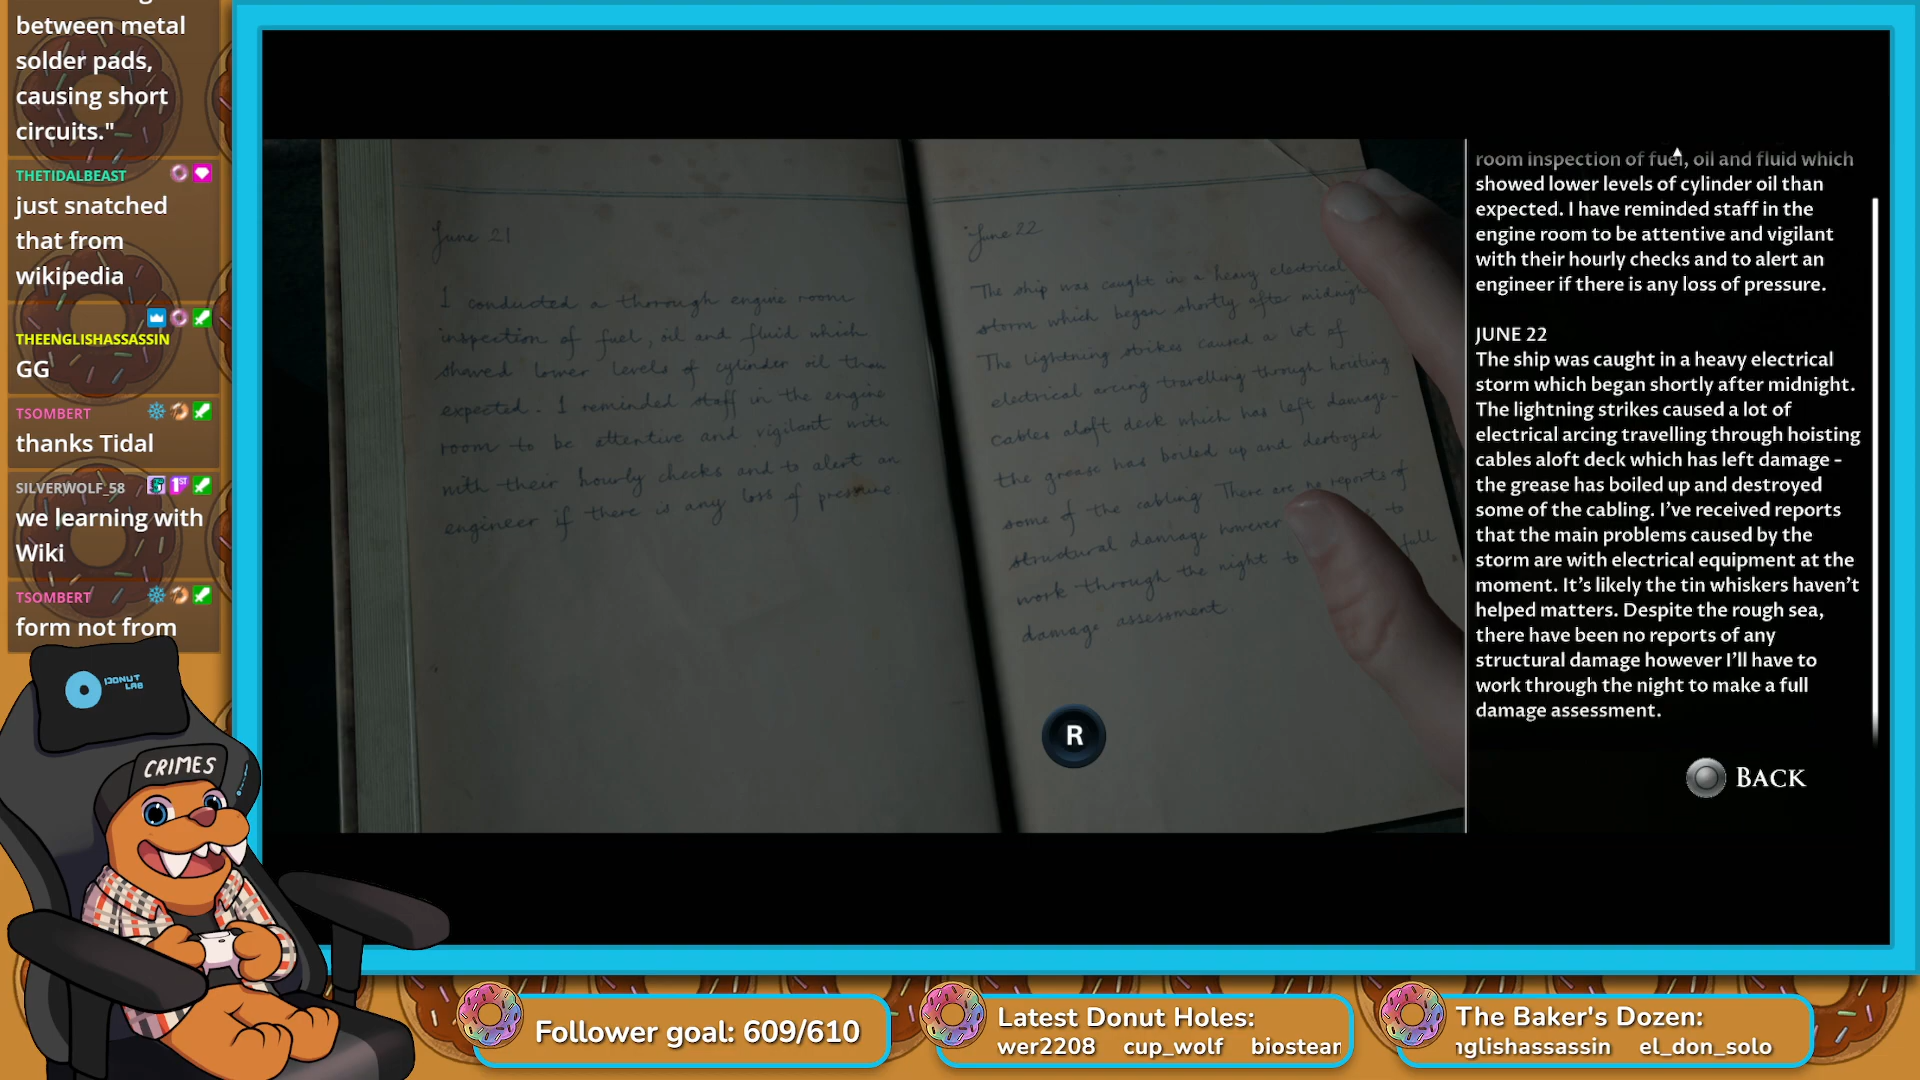 between metal
solder pads,
causing short
circuits."
THETIDALBEAST
just snatched
that from
wikipedia
THEENGLISHASSASSIN
GG
TSOMBERT
thanks Tidal
SILVERWOLF_58
we learning with
Wiki
TSOMBERT
form not from
DONUT
LAB
CRIMES
June 21
I conducted a thorough engine room
inspection of fuel, oil and fluid which
showed lower levels of cylinder oil than
expected. I reminded staff in the engine
room to be attentive and vigilant with
with their hourly checks and to alert an
engineer if there is any loss of pressure
June 22
The ship was caught in a heavy electrical
storm which began shortly after midnight
The lightning strikes caused a lot of
electrical arcing travelling through hoisting
cables aloft deck which has left damage-
the grease has boiled up and destroyed
some of the cabling There are no reports of
structural damage however to
work through the night to full
damage assessment.
R
room inspection of fuel, oil and fluid which
showed lower levels of cylinder oil than
expected. I have reminded staff in the
engine room to be attentive and vigilant
with their hourly checks and to alert an
engineer if there is any loss of pressure.
JUNE 22
The ship was caught in a heavy electrical
storm which began shortly after midnight.
The lightning strikes caused a lot of
electrical arcing travelling through hoisting
cables aloft deck which has left damage -
the grease has boiled up and destroyed
some of the cabling. I've received reports
that the main problems caused by the
storm are with electrical equipment at the
moment. It's likely the tin whiskers haven't
helped matters. Despite the rough sea,
there have been no reports of any
structural damage however I'll have to
work through the night to make a full
damage assessment.
BACK
Follower goal: 609/610
Latest Donut Holes:
wer2208 cup_wolf biostear
The Baker's Dozen:
nglishassassin el_don_solo